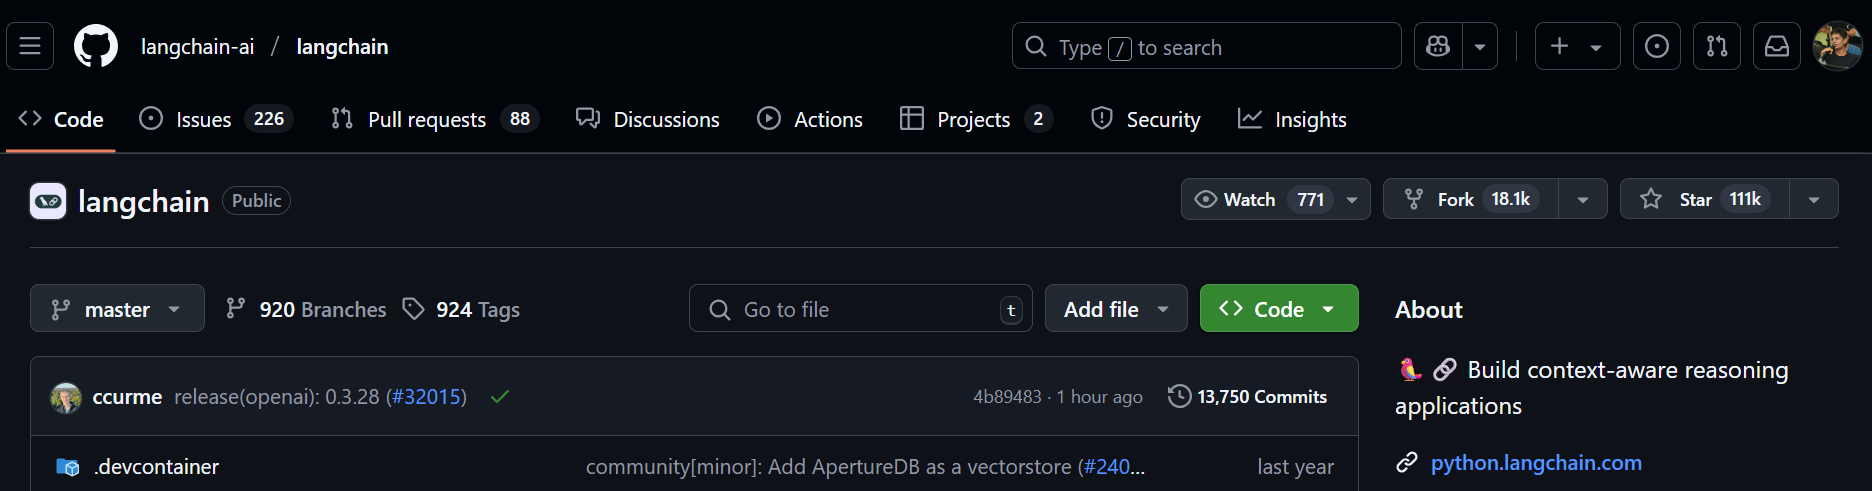 langchain-ai / langchain
Type / to search
Code
Issues 226
Pull requests 88
Discussions
Actions
Projects 2
Security
Insights
langchain Public
Watch 771
Fork 18.1k
Star 111k
master
920 Branches
924 Tags
Go to file t
Add file
Code
ccurme release(openai): 0.3.28 (#32015)
4b89483 · 1 hour ago
13,750 Commits
.devcontainer
community[minor]: Add ApertureDB as a vectorstore (#240...
last year
About
Build context-aware reasoning
applications
python.langchain.com